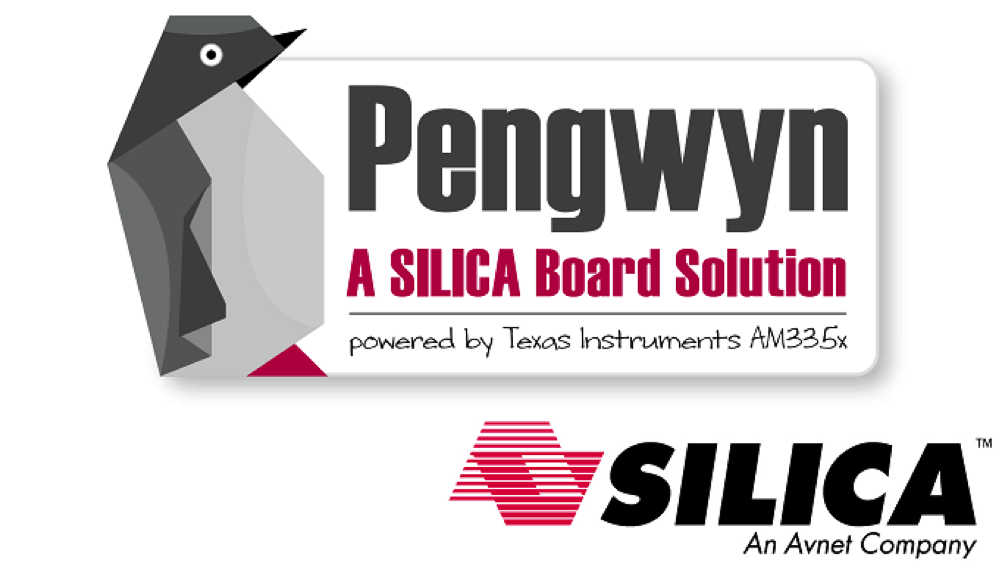 Pengwyn
A SILICA Board Solution
powered by Texas Instruments AM335x
SILICA™
An Avnet Company